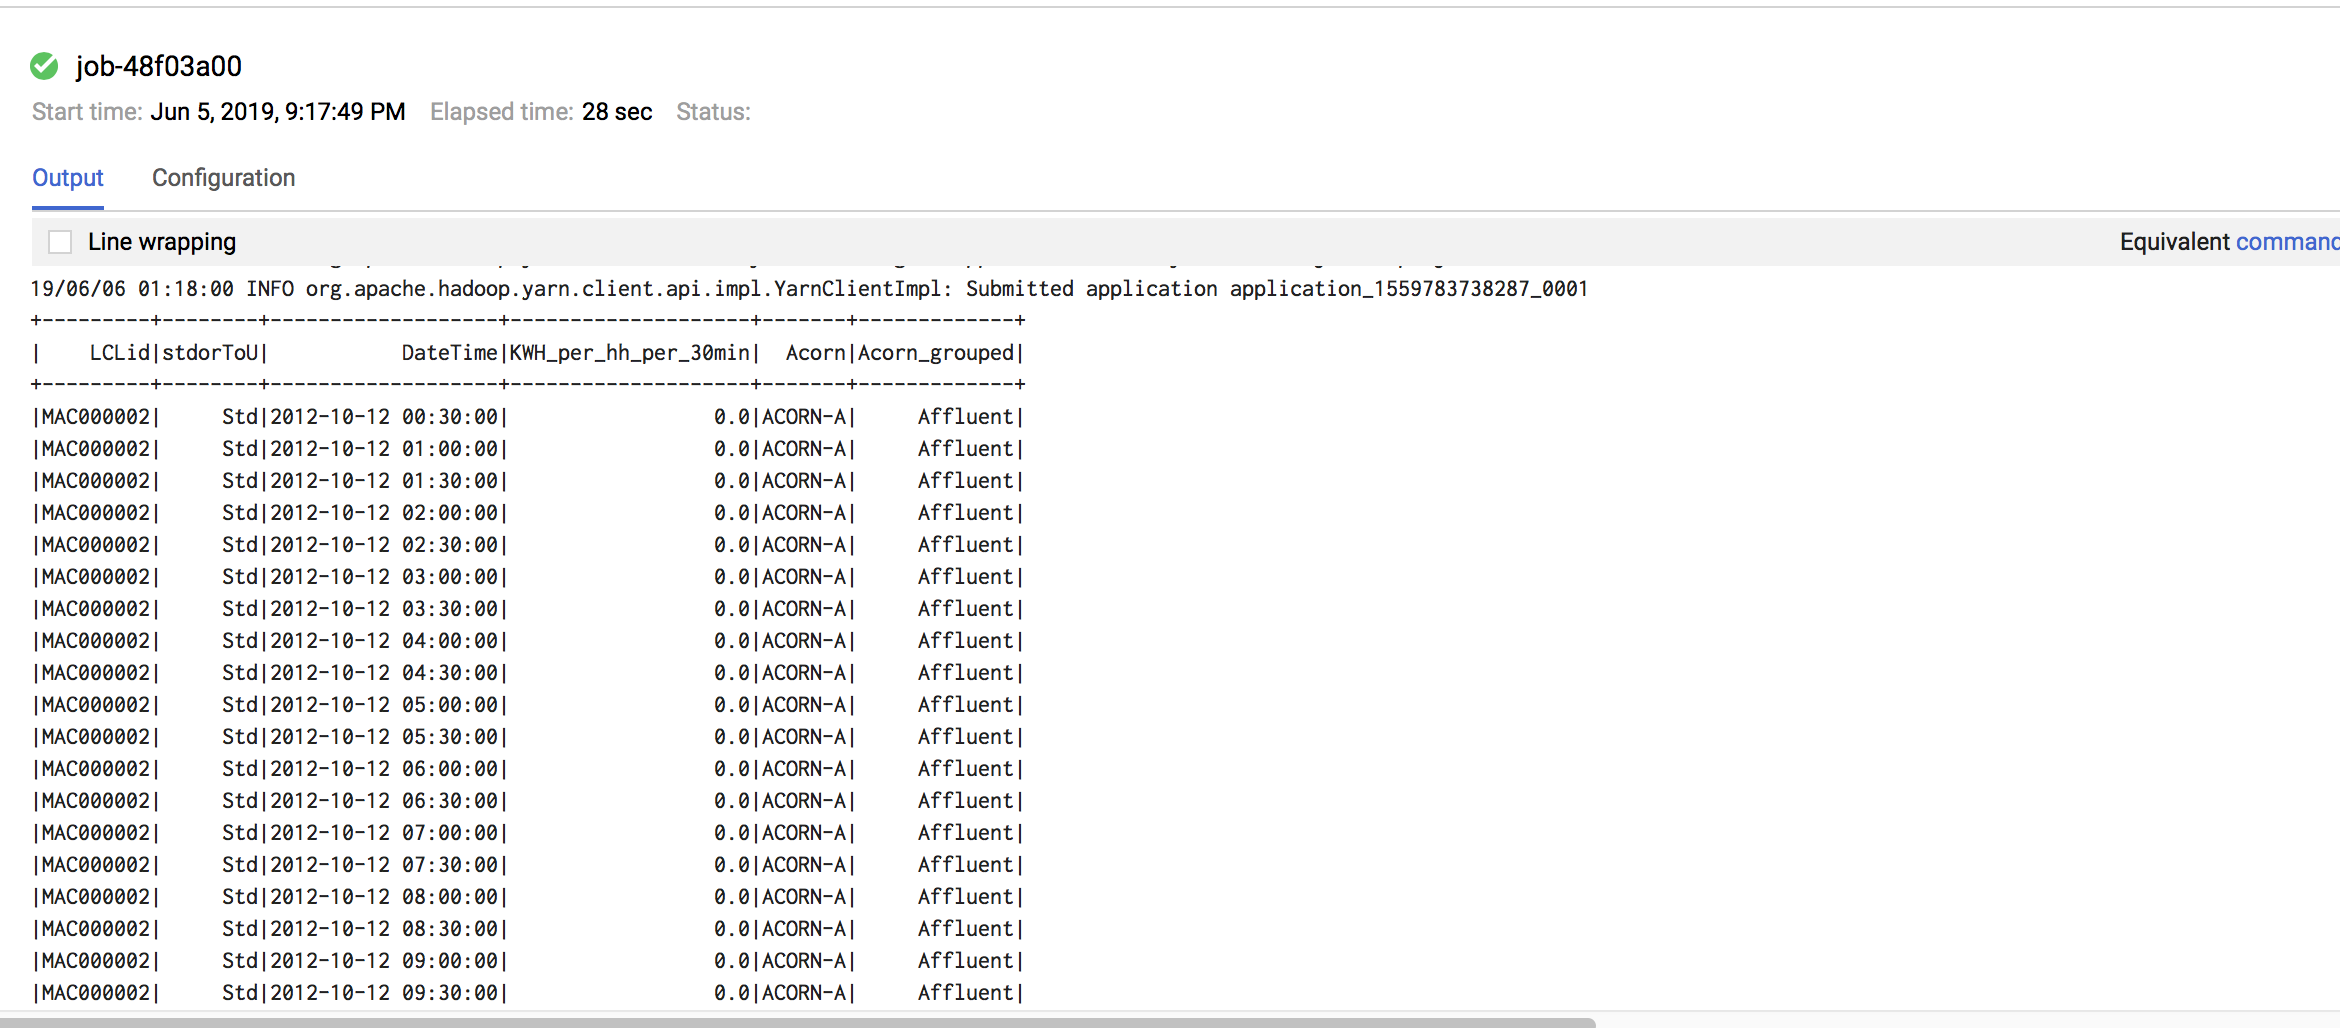 job-48f03a00
Start time: Jun 5, 2019, 9:17:49 PM Elapsed time: 28 sec Status:
Output Configuration
Line wrapping Equivalent command
19/06/06 01:18:00 INFO org.apache.hadoop.yarn.client.api.impl.YarnClientImpl: Submitted application application_1559783738287_0001
+---------+--------+-------------------+--------------------+-------+-------------+
|    LCLid|stdorToU|           DateTime|KWH_per_hh_per_30min|  Acorn|Acorn_grouped|
+---------+--------+-------------------+--------------------+-------+-------------+
|MAC000002|     Std|2012-10-12 00:30:00|                 0.0|ACORN-A|     Affluent|
|MAC000002|     Std|2012-10-12 01:00:00|                 0.0|ACORN-A|     Affluent|
|MAC000002|     Std|2012-10-12 01:30:00|                 0.0|ACORN-A|     Affluent|
|MAC000002|     Std|2012-10-12 02:00:00|                 0.0|ACORN-A|     Affluent|
|MAC000002|     Std|2012-10-12 02:30:00|                 0.0|ACORN-A|     Affluent|
|MAC000002|     Std|2012-10-12 03:00:00|                 0.0|ACORN-A|     Affluent|
|MAC000002|     Std|2012-10-12 03:30:00|                 0.0|ACORN-A|     Affluent|
|MAC000002|     Std|2012-10-12 04:00:00|                 0.0|ACORN-A|     Affluent|
|MAC000002|     Std|2012-10-12 04:30:00|                 0.0|ACORN-A|     Affluent|
|MAC000002|     Std|2012-10-12 05:00:00|                 0.0|ACORN-A|     Affluent|
|MAC000002|     Std|2012-10-12 05:30:00|                 0.0|ACORN-A|     Affluent|
|MAC000002|     Std|2012-10-12 06:00:00|                 0.0|ACORN-A|     Affluent|
|MAC000002|     Std|2012-10-12 06:30:00|                 0.0|ACORN-A|     Affluent|
|MAC000002|     Std|2012-10-12 07:00:00|                 0.0|ACORN-A|     Affluent|
|MAC000002|     Std|2012-10-12 07:30:00|                 0.0|ACORN-A|     Affluent|
|MAC000002|     Std|2012-10-12 08:00:00|                 0.0|ACORN-A|     Affluent|
|MAC000002|     Std|2012-10-12 08:30:00|                 0.0|ACORN-A|     Affluent|
|MAC000002|     Std|2012-10-12 09:00:00|                 0.0|ACORN-A|     Affluent|
|MAC000002|     Std|2012-10-12 09:30:00|                 0.0|ACORN-A|     Affluent|